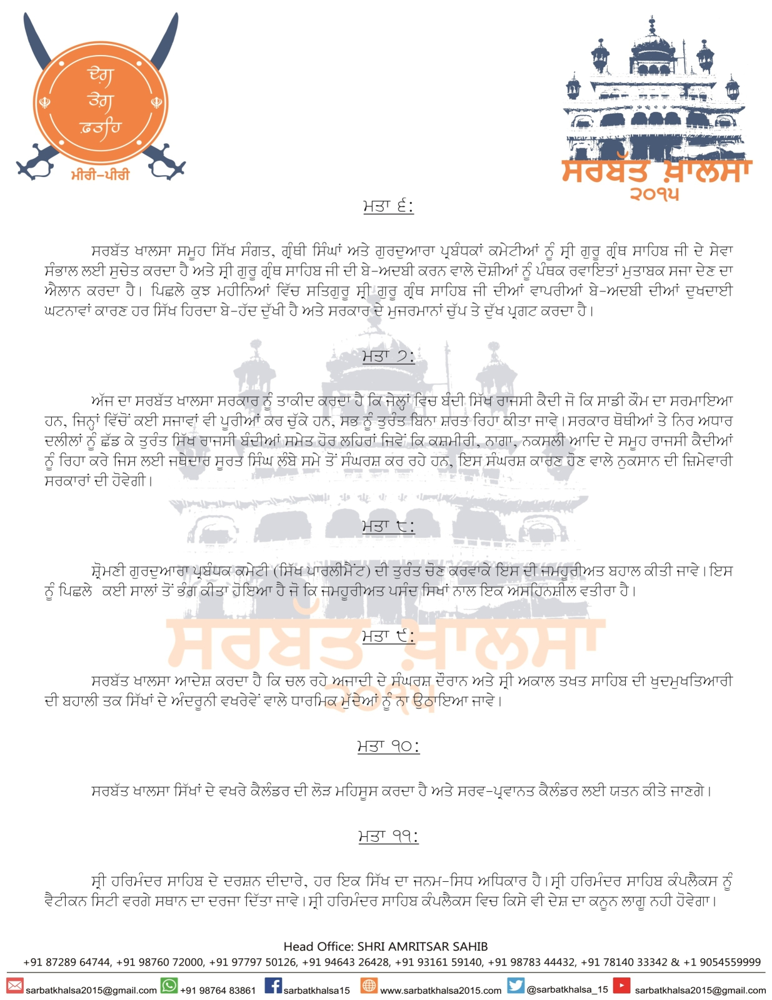 ਦੇਗ਼
ਤੇਗ਼
ਫ਼ਤਹਿ
ਮੀਰੀ-ਪੀਰੀ
ਸਰਬੱਤ ਖ਼ਾਲਸਾ
੨੦੧੫
ਮਤਾ ੬:
ਸਰਬੱਤ ਖਾਲਸਾ ਸਮੂਹ ਸਿੱਖ ਸੰਗਤ, ਗ੍ਰੰਥੀ ਸਿੰਘਾਂ ਅਤੇ ਗੁਰਦੁਆਰਾ ਪ੍ਰਬੰਧਕਾਂ ਕਮੇਟੀਆਂ ਨੂੰ ਸ੍ਰੀ ਗੁਰੂ ਗ੍ਰੰਥ ਸਾਹਿਬ ਜੀ ਦੇ ਸੇਵਾ
ਸੰਭਾਲ ਲਈ ਸੁਚੇਤ ਕਰਦਾ ਹੈ ਅਤੇ ਸ੍ਰੀ ਗੁਰੂ ਗ੍ਰੰਥ ਸਾਹਿਬ ਜੀ ਦੀ ਬੇ-ਅਦਬੀ ਕਰਨ ਵਾਲੇ ਦੋਸ਼ੀਆਂ ਨੂੰ ਪੰਥਕ ਰਵਾਇਤਾਂ ਮੁਤਾਬਕ ਸਜਾ ਦੇਣ ਦਾ
ਐਲਾਨ ਕਰਦਾ ਹੈ। ਪਿਛਲੇ ਕੁਝ ਮਹੀਨਿਆਂ ਵਿੱਚ ਸਤਿਗੁਰੂ ਸ੍ਰੀ ਗੁਰੂ ਗ੍ਰੰਥ ਸਾਹਿਬ ਜੀ ਦੀਆਂ ਵਾਪਰੀਆਂ ਬੇ-ਅਦਬੀ ਦੀਆਂ ਦੁਖਦਾਈ
ਘਟਨਾਵਾਂ ਕਾਰਣ ਹਰ ਸਿੱਖ ਹਿਰਦਾ ਬੇ-ਹੱਦ ਦੁੱਖੀ ਹੈ ਅਤੇ ਸਰਕਾਰ ਦੇ ਮੁਜਰਮਾਨਾਂ ਚੁੱਪ ਤੇ ਦੁੱਖ ਪ੍ਰਗਟ ਕਰਦਾ ਹੈ।
ਮਤਾ ੭:
ਅੱਜ ਦਾ ਸਰਬੱਤ ਖਾਲਸਾ ਸਰਕਾਰ ਨੂੰ ਤਾਕੀਦ ਕਰਦਾ ਹੈ ਕਿ ਜੇਲ੍ਹਾਂ ਵਿਚ ਬੰਦੀ ਸਿੱਖ ਰਾਜਸੀ ਕੈਦੀ ਜੋ ਕਿ ਸਾਡੀ ਕੌਮ ਦਾ ਸਰਮਾਇਆ
ਹਨ, ਜਿਨ੍ਹਾਂ ਵਿੱਚੋਂ ਕਈ ਸਜਾਵਾਂ ਵੀ ਪੂਰੀਆਂ ਕਰ ਚੁੱਕੇ ਹਨ, ਸਭ ਨੂੰ ਤੁਰੰਤ ਬਿਨਾ ਸ਼ਰਤ ਰਿਹਾ ਕੀਤਾ ਜਾਵੇ।ਸਰਕਾਰ ਥੋਥੀਆਂ ਤੇ ਨਿਰ ਅਧਾਰ
ਦਲੀਲਾਂ ਨੂੰ ਛੱਡ ਕੇ ਤੁਰੰਤ ਸਿੱਖ ਰਾਜਸੀ ਬੰਦੀਆਂ ਸਮੇਤ ਹੋਰ ਲਹਿਰਾਂ ਜਿਵੇਂ ਕਿ ਕਸ਼ਮੀਰੀ, ਨਾਗਾ, ਨਕਸਲੀ ਆਦਿ ਦੇ ਸਮੂਹ ਰਾਜਸੀ ਕੈਦੀਆਂ
ਨੂੰ ਰਿਹਾ ਕਰੇ ਜਿਸ ਲਈ ਜਥੇਦਾਰ ਸੂਰਤ ਸਿੰਘ ਲੰਬੇ ਸਮੇ ਤੋਂ ਸੰਘਰਸ਼ ਕਰ ਰਹੇ ਹਨ, ਇਸ ਸੰਘਰਸ਼ ਕਾਰਣ ਹੋਣ ਵਾਲੇ ਨੁਕਸਾਨ ਦੀ ਜ਼ਿਮੇਵਾਰੀ
ਸਰਕਾਰਾਂ ਦੀ ਹੋਵੇਗੀ।
ਮਤਾ ੮:
ਸ਼੍ਰੋਮਣੀ ਗੁਰਦੁਆਰਾ ਪ੍ਰਬੰਧਕ ਕਮੇਟੀ (ਸਿੱਖ ਪਾਰਲੀਮੈਂਟ) ਦੀ ਤੁਰੰਤ ਚੋਣ ਕਰਵਾਕੇ ਇਸ ਦੀ ਜਮਹੂਰੀਅਤ ਬਹਾਲ ਕੀਤੀ ਜਾਵੇ।ਇਸ
ਨੂੰ ਪਿਛਲੇ ਕਈ ਸਾਲਾਂ ਤੋਂ ਭੰਗ ਕੀਤਾ ਹੋਇਆ ਹੈ ਜੋ ਕਿ ਜਮਹੂਰੀਅਤ ਪਸੰਦ ਸਿਖਾਂ ਨਾਲ ਇਕ ਅਸਹਿਨਸ਼ੀਲ ਵਤੀਰਾ ਹੈ।
ਸਰਬੱਤ ਖ਼ਾਲਸਾ
ਮਤਾ ੯:
ਸਰਬੱਤ ਖਾਲਸਾ ਆਦੇਸ਼ ਕਰਦਾ ਹੈ ਕਿ ਚਲ ਰਹੇ ਅਜਾਦੀ ਦੇ ਸੰਘਰਸ਼ ਦੌਰਾਨ ਅਤੇ ਸ੍ਰੀ ਅਕਾਲ ਤਖਤ ਸਾਹਿਬ ਦੀ ਖੁਦਮੁਖਤਿਆਰੀ
ਦੀ ਬਹਾਲੀ ਤਕ ਸਿੱਖਾਂ ਦੇ ਅੰਦਰੂਨੀ ਵਖਰੇਵੇਂ ਵਾਲੇ ਧਾਰਮਿਕ ਮੁੱਦੇਆਂ ਨੂੰ ਨਾ ਉਠਾਇਆ ਜਾਵੇ।
੨੦੧੫
ਮਤਾ ੧੦:
ਸਰਬੱਤ ਖਾਲਸਾ ਸਿੱਖਾਂ ਦੇ ਵਖਰੇ ਕੈਲੰਡਰ ਦੀ ਲੋੜ ਮਹਿਸੂਸ ਕਰਦਾ ਹੈ ਅਤੇ ਸਰਵ-ਪ੍ਰਵਾਨਤ ਕੈਲੰਡਰ ਲਈ ਯਤਨ ਕੀਤੇ ਜਾਣਗੇ।
ਮਤਾ ੧੧:
ਸ੍ਰੀ ਹਰਿਮੰਦਰ ਸਾਹਿਬ ਦੇ ਦਰਸ਼ਨ ਦੀਦਾਰੇ, ਹਰ ਇਕ ਸਿੱਖ ਦਾ ਜਨਮ-ਸਿਧ ਅਧਿਕਾਰ ਹੈ।ਸ੍ਰੀ ਹਰਿਮੰਦਰ ਸਾਹਿਬ ਕੰਪਲੈਕਸ ਨੂੰ
ਵੈਟੀਕਨ ਸਿਟੀ ਵਰਗੇ ਸਥਾਨ ਦਾ ਦਰਜਾ ਦਿੱਤਾ ਜਾਵੇ।ਸ੍ਰੀ ਹਰਿਮੰਦਰ ਸਾਹਿਬ ਕੰਪਲੈਕਸ ਵਿਚ ਕਿਸੇ ਵੀ ਦੇਸ਼ ਦਾ ਕਨੂਨ ਲਾਗੂ ਨਹੀ ਹੋਵੇਗਾ।
Head Office: SHRI AMRITSAR SAHIB
+91 87289 64744, +91 98760 72000, +91 97797 50126, +91 94643 26428, +91 93161 59140, +91 98783 44432, +91 78140 33342 & +1 9054559999
sarbatkhalsa2015@gmail.com +91 98764 83861 sarbatkhalsa15 www.sarbatkhalsa2015.com @sarbatkhalsa_15 sarbatkhalsa2015@gmail.com